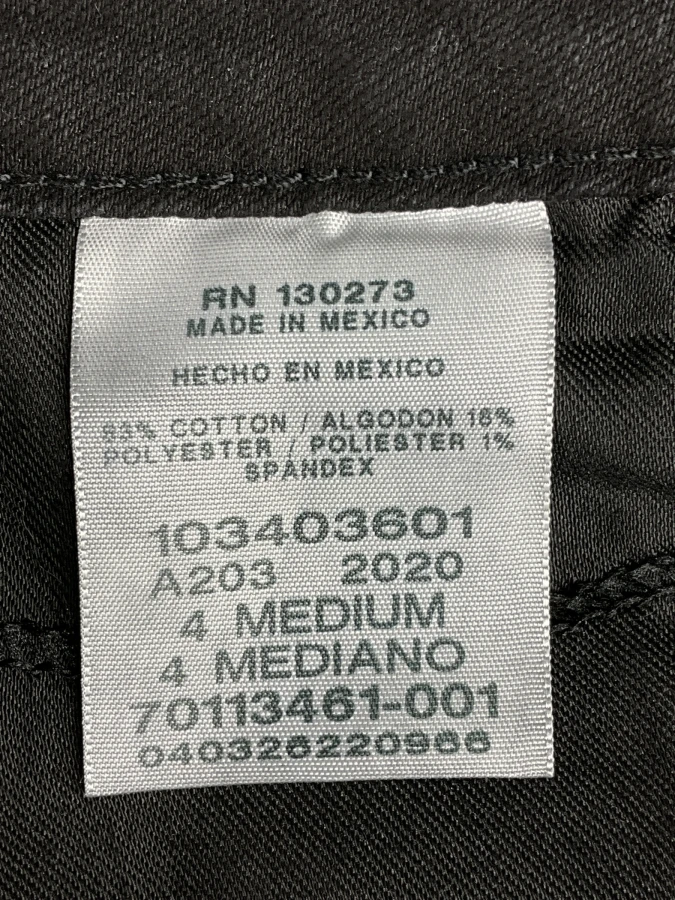 RN 130273
MADE IN MEXICO
HECHO EN MEXICO
83% COTTON / ALGODON 16%
POLYESTER / POLIESTER 1%
SPANDEX
103403601
A203 2020
4 MEDIUM
4 MEDIANO
70113461-001
040326220966